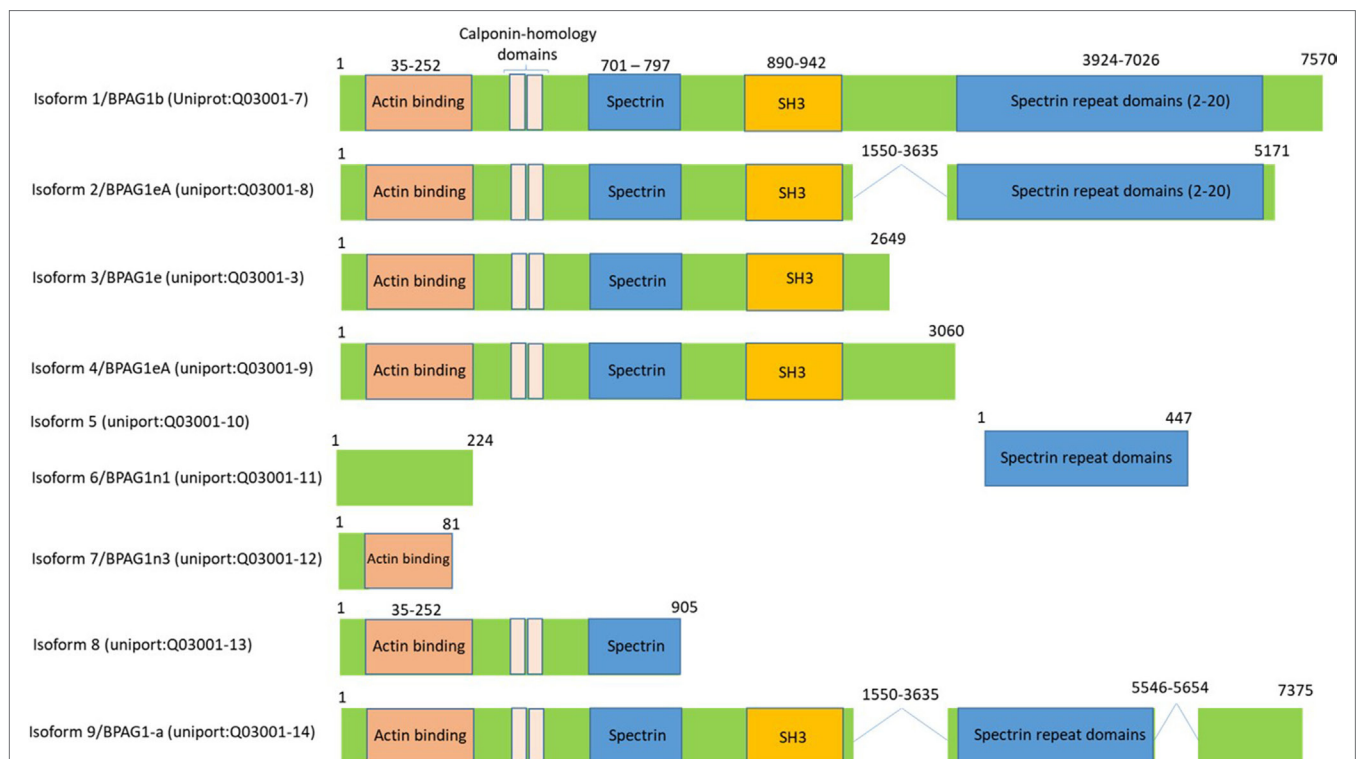 Calponin-homology
domains
1 35-252 701 – 797 890-942 3924-7026 7570
Isoform 1/BPAG1b (Uniprot:Q03001-7) Actin binding Spectrin SH3 Spectrin repeat domains (2-20)
1 1550-3635 5171
Isoform 2/BPAG1eA (uniport:Q03001-8) Actin binding Spectrin SH3 Spectrin repeat domains (2-20)
1 2649
Isoform 3/BPAG1e (uniport:Q03001-3) Actin binding Spectrin SH3
1 3060
Isoform 4/BPAG1eA (uniport:Q03001-9) Actin binding Spectrin SH3
Isoform 5 (uniport:Q03001-10) 1 447
Spectrin repeat domains
1 224
Isoform 6/BPAG1n1 (uniport:Q03001-11)
1 81
Isoform 7/BPAG1n3 (uniport:Q03001-12) Actin binding
1 35-252 905
Isoform 8 (uniport:Q03001-13) Actin binding Spectrin
1 1550-3635 5546-5654 7375
Isoform 9/BPAG1-a (uniport:Q03001-14) Actin binding Spectrin SH3 Spectrin repeat domains